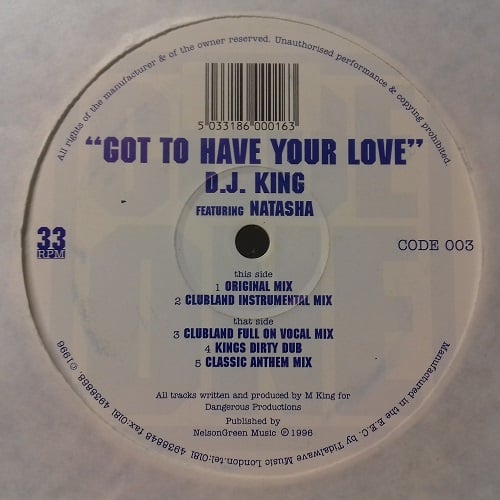 All rights of the manufacturer & of the owner reserved. Unauthorised performance & copying prohibited.
5 033186 000163
“GOT TO HAVE YOUR LOVE”
D.J. KING
FEATURING NATASHA
33
RPM
CODE 003
this side
1 ORIGINAL MIX
2 CLUBLAND INSTRUMENTAL MIX
that side
3 CLUBLAND FULL ON VOCAL MIX
4 KINGS DIRTY DUB
5 CLASSIC ANTHEM MIX
All tracks written and produced by M King for
Dangerous Productions
Published by
NelsonGreen Music ℗ 1996
Manufactured in the E.E.C. by Tidalwave Music London.tel:0181 4938848 fax:0181 4938858. ©1996